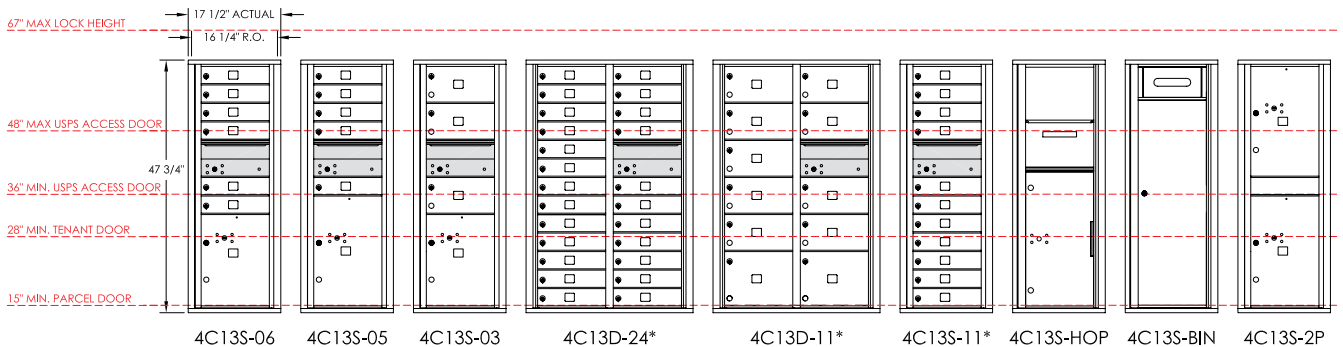 17 1/2" ACTUAL
67" MAX LOCK HEIGHT
16 1/4" R.O.
48" MAX USPS ACCESS DOOR
47 3/4"
36" MIN. USPS ACCESS DOOR
28" MIN. TENANT DOOR
15" MIN. PARCEL DOOR
4C13S-06 4C13S-05 4C13S-03 4C13D-24* 4C13D-11* 4C13S-11* 4C13S-HOP 4C13S-BIN 4C13S-2P